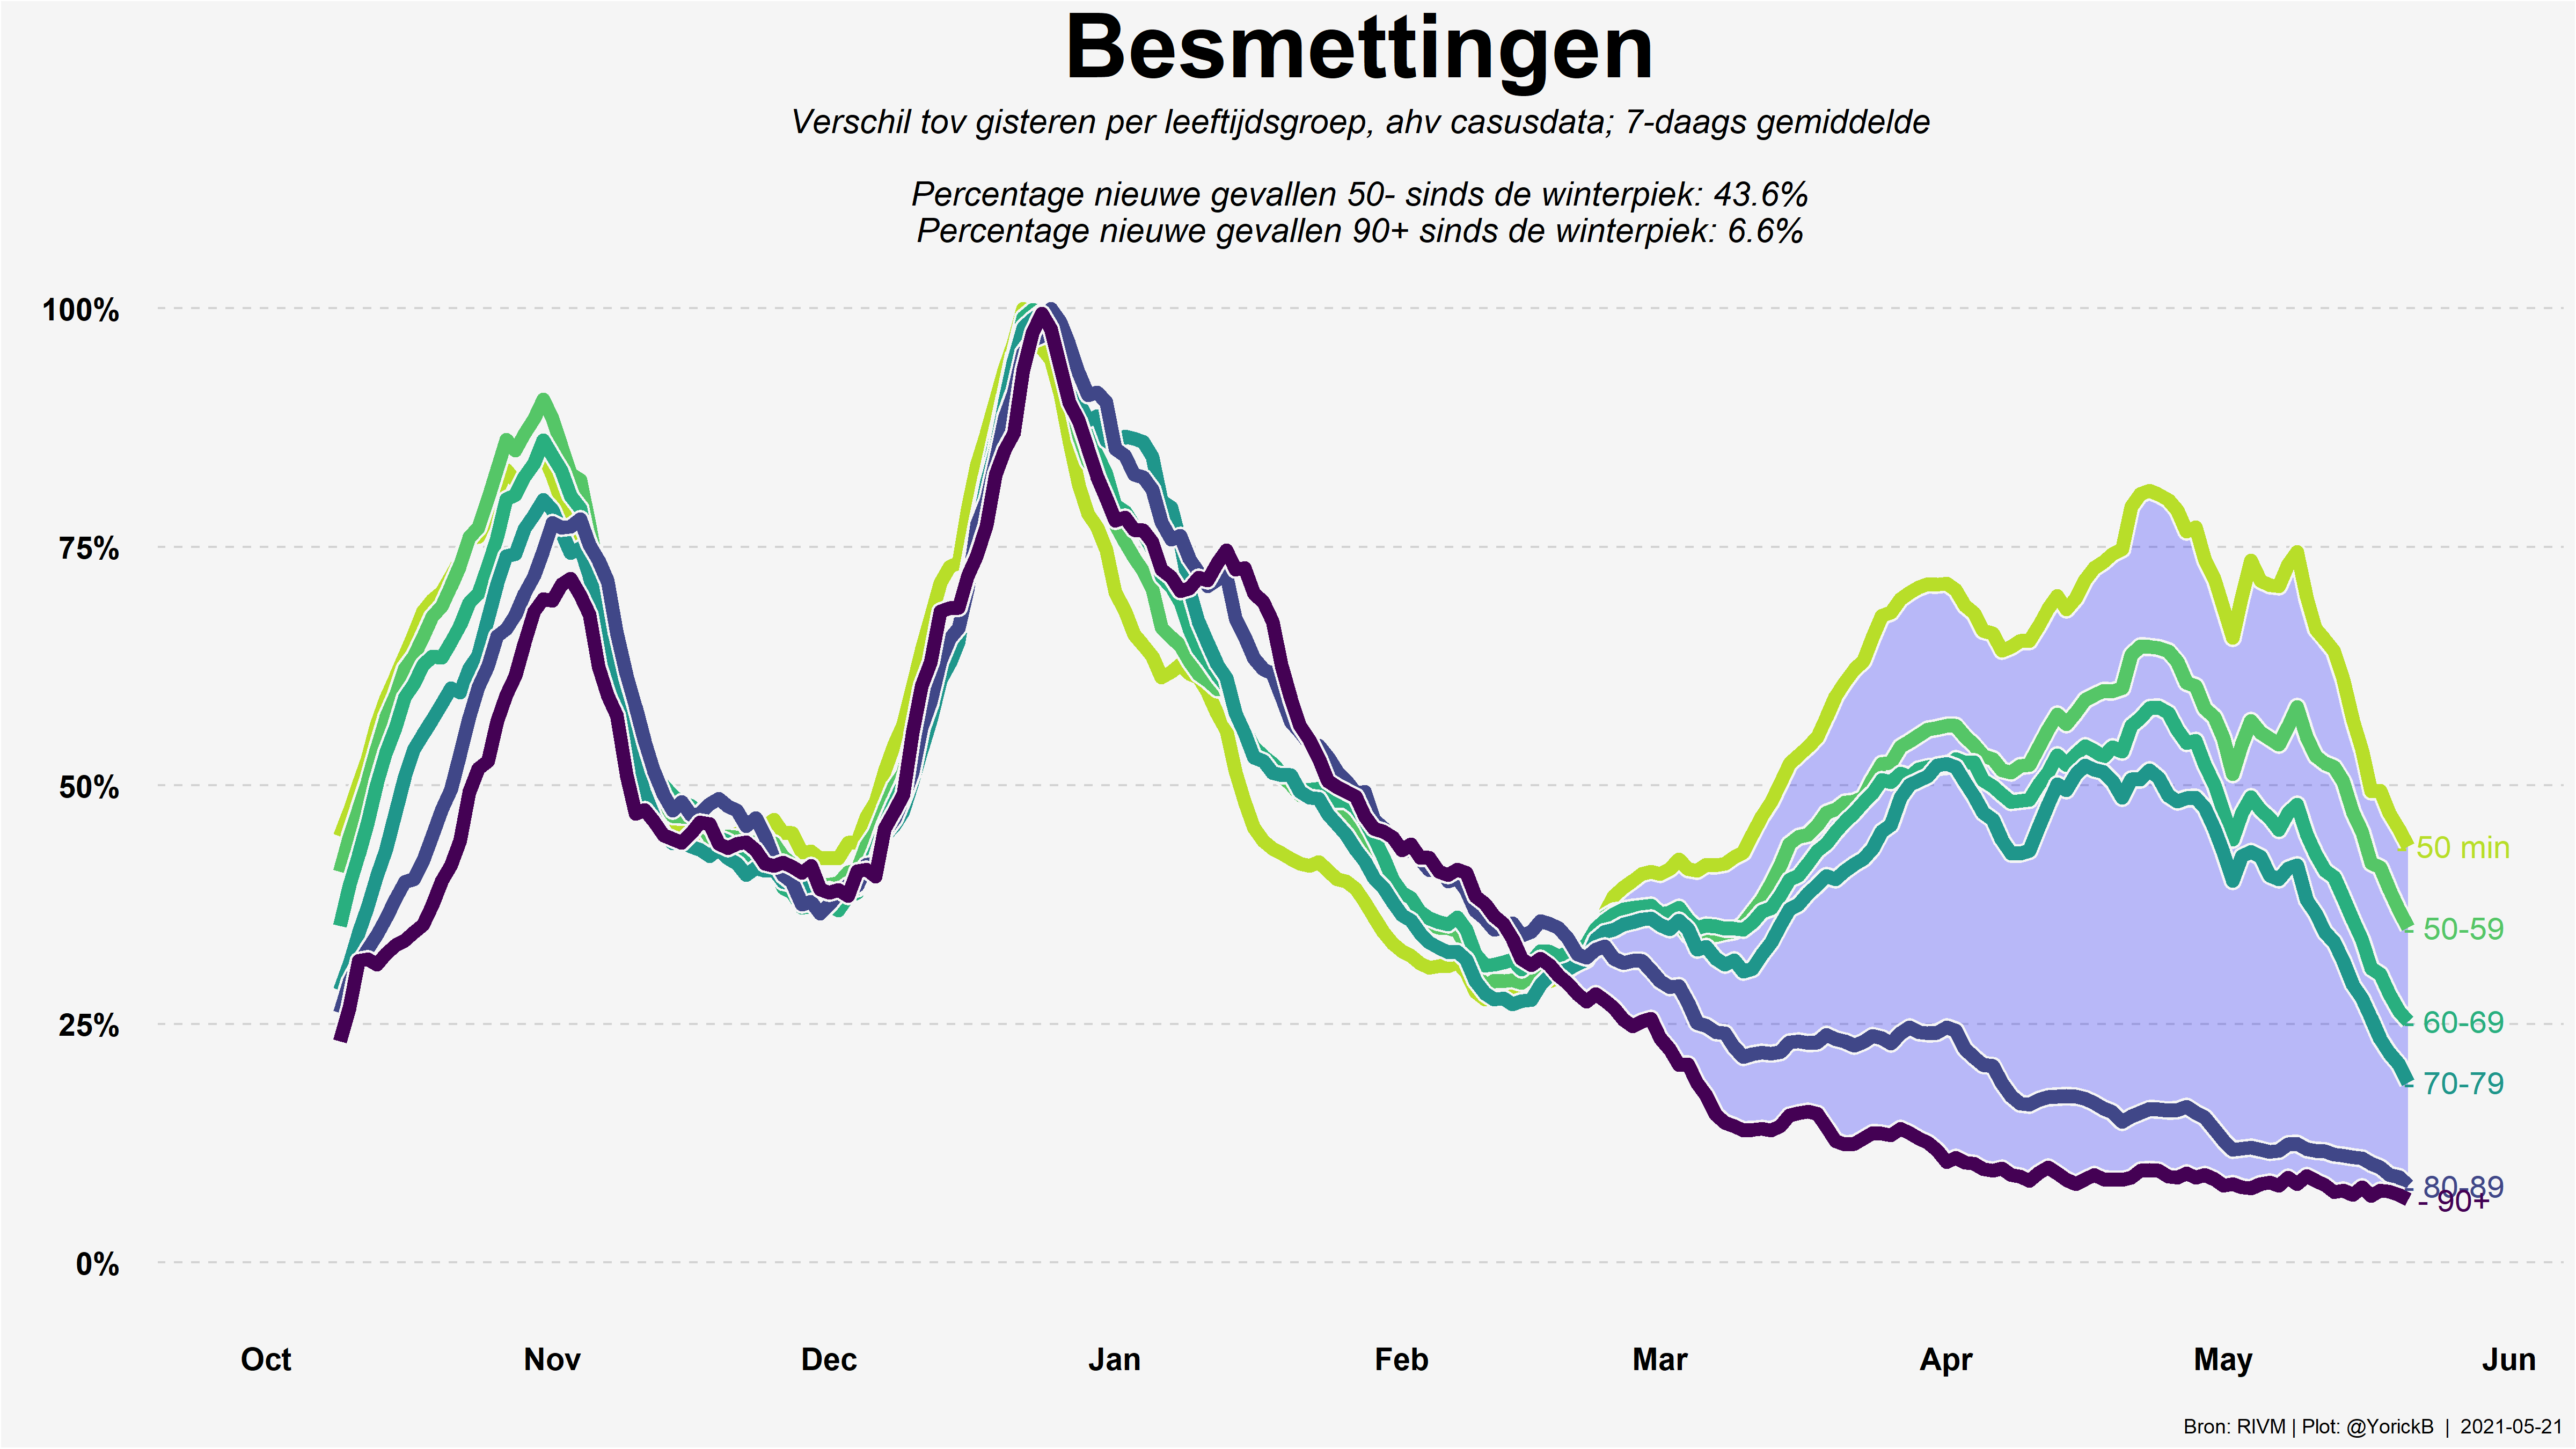 Besmettingen
Verschil tov gisteren per leeftijdsgroep, ahv casusdata; 7-daags gemiddelde
Percentage nieuwe gevallen 50- sinds de winterpiek: 43.6%
Percentage nieuwe gevallen 90+ sinds de winterpiek: 6.6%
100%
75%
50%
25%
0%
50 min
- 50-59
- 60-69
- 70-79
- 80-89
- 90+
Oct Nov Dec Jan Feb Mar Apr May Jun
Bron: RIVM | Plot: @YorickB | 2021-05-21